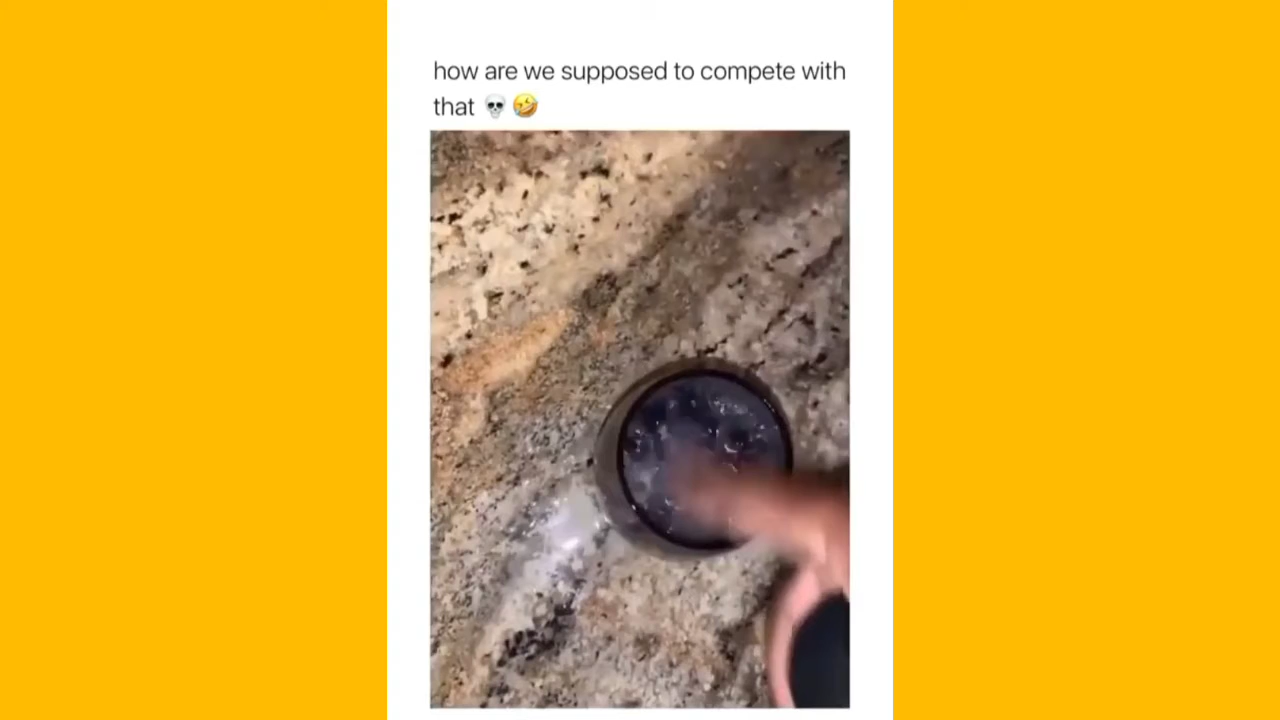 how are we supposed to compete with
that 💀🤣